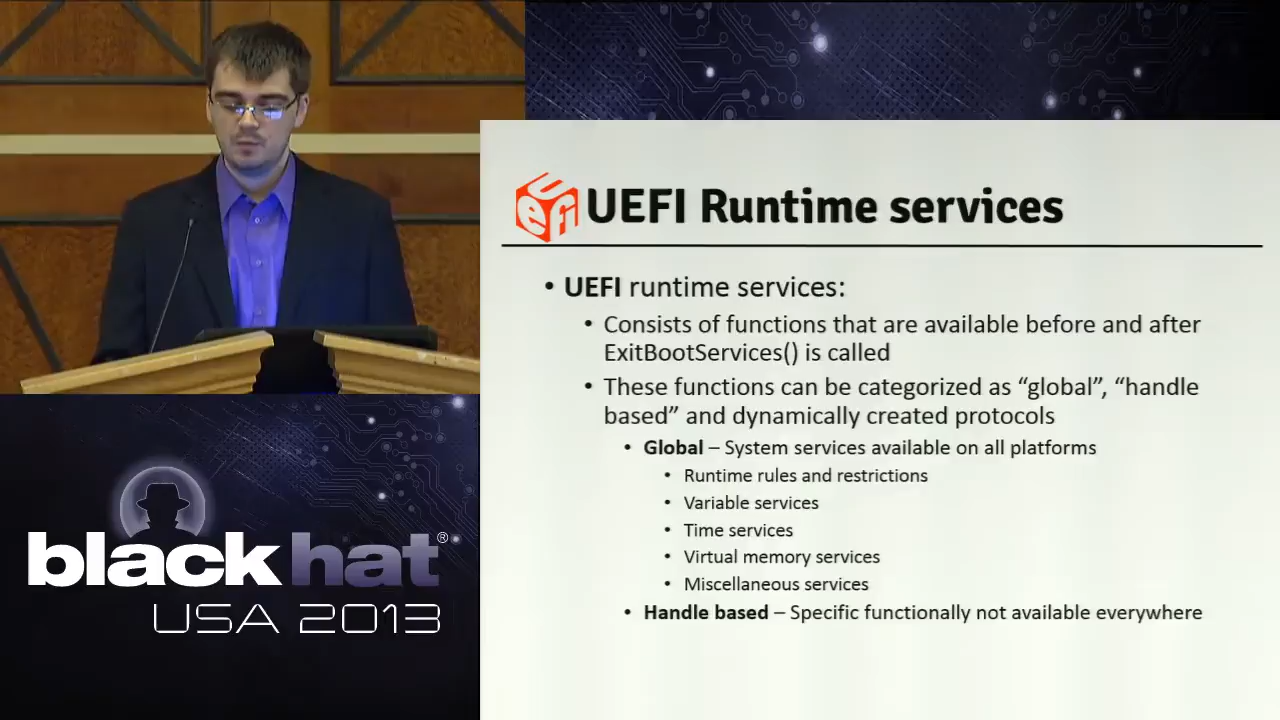 UEFI UEFI Runtime services
• UEFI runtime services:
• Consists of functions that are available before and after
ExitBootServices() is called
• These functions can be categorized as “global”, “handle
based” and dynamically created protocols
• Global – System services available on all platforms
• Runtime rules and restrictions
• Variable services
• Time services
• Virtual memory services
• Miscellaneous services
• Handle based – Specific functionally not available everywhere
black hat®
USA 2013